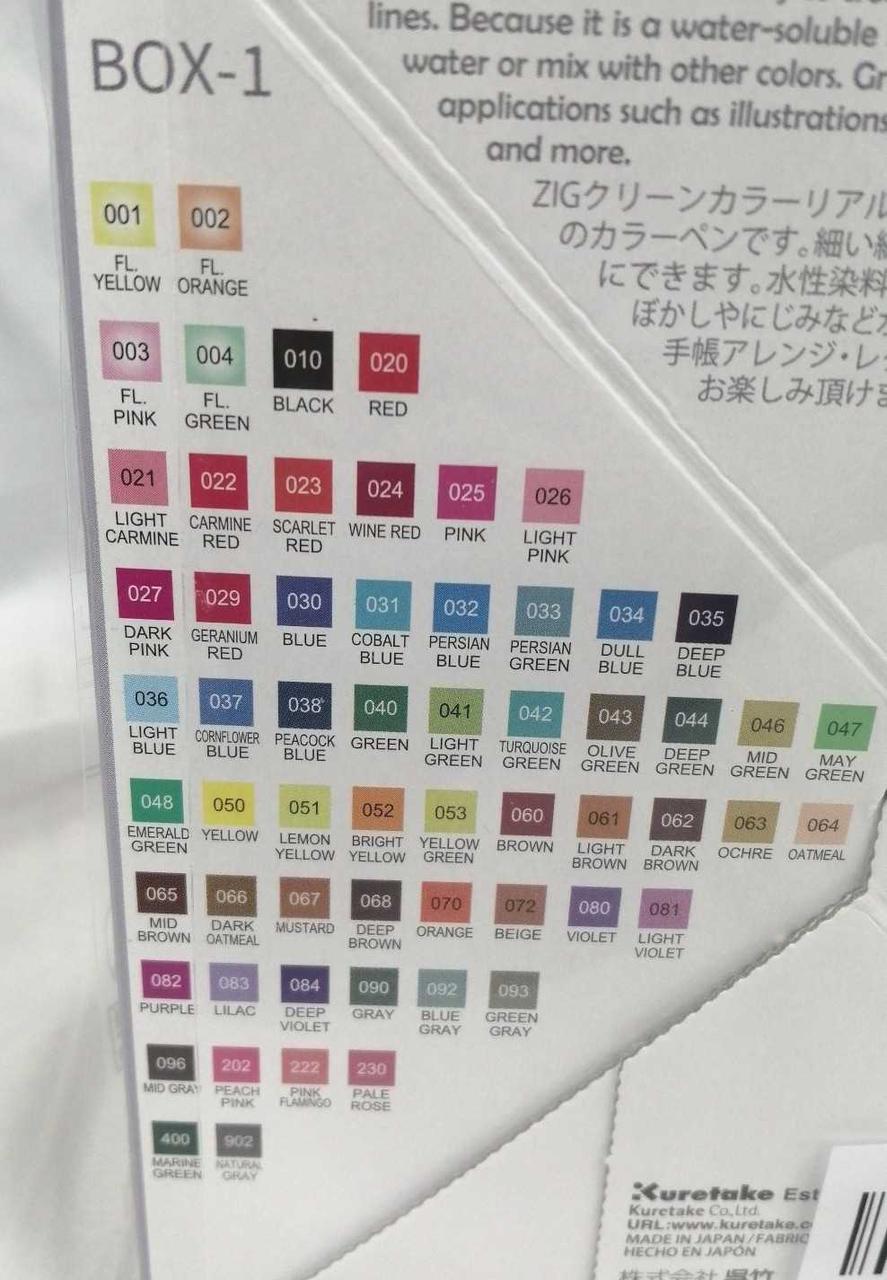 lines. Because it is a water-soluble
BOX-1
water or mix with other colors. Gr
applications such as illustrations
and more.
ZIGクリーンカラーリアル
のカラーペンです。細い
にできます。水性染料
ぼかしやにじみなど
手帳アレンジ・レ
お楽しみ頂けま
001 002
FL. YELLOW FL. ORANGE
003 004 010 020
FL. PINK FL. GREEN BLACK RED
021 022 023 024 025 026
LIGHT CARMINE CARMINE RED SCARLET RED WINE RED PINK LIGHT PINK
027 029 030 031 032 033 034 035
DARK PINK GERANIUM RED BLUE COBALT BLUE PERSIAN BLUE PERSIAN GREEN DULL BLUE DEEP BLUE
036 037 038 040 041 042 043 044 046 047
LIGHT BLUE CORNFLOWER BLUE PEACOCK BLUE GREEN LIGHT GREEN TURQUOISE GREEN OLIVE GREEN DEEP GREEN MID GREEN MAY GREEN
048 050 051 052 053 060 061 062 063 064
EMERALD GREEN YELLOW LEMON YELLOW BRIGHT YELLOW YELLOW GREEN BROWN LIGHT BROWN DARK BROWN OCHRE OATMEAL
065 066 067 068 070 072 080 081
MID BROWN DARK OATMEAL MUSTARD DEEP BROWN ORANGE BEIGE VIOLET LIGHT VIOLET
082 083 084 090 092 093
PURPLE LILAC DEEP VIOLET GRAY BLUE GRAY GREEN GRAY
096 202 222 230
MID GRAY PEACH PINK PINK FLAMINGO PALE ROSE
400 902
MARINE GREEN NATURAL GRAY
Kuretake Est
Kuretake Co.,Ltd.
URL:www.kuretake.c
MADE IN JAPAN / FABRIC
HECHO EN JAPÓN
株式会社 呉竹